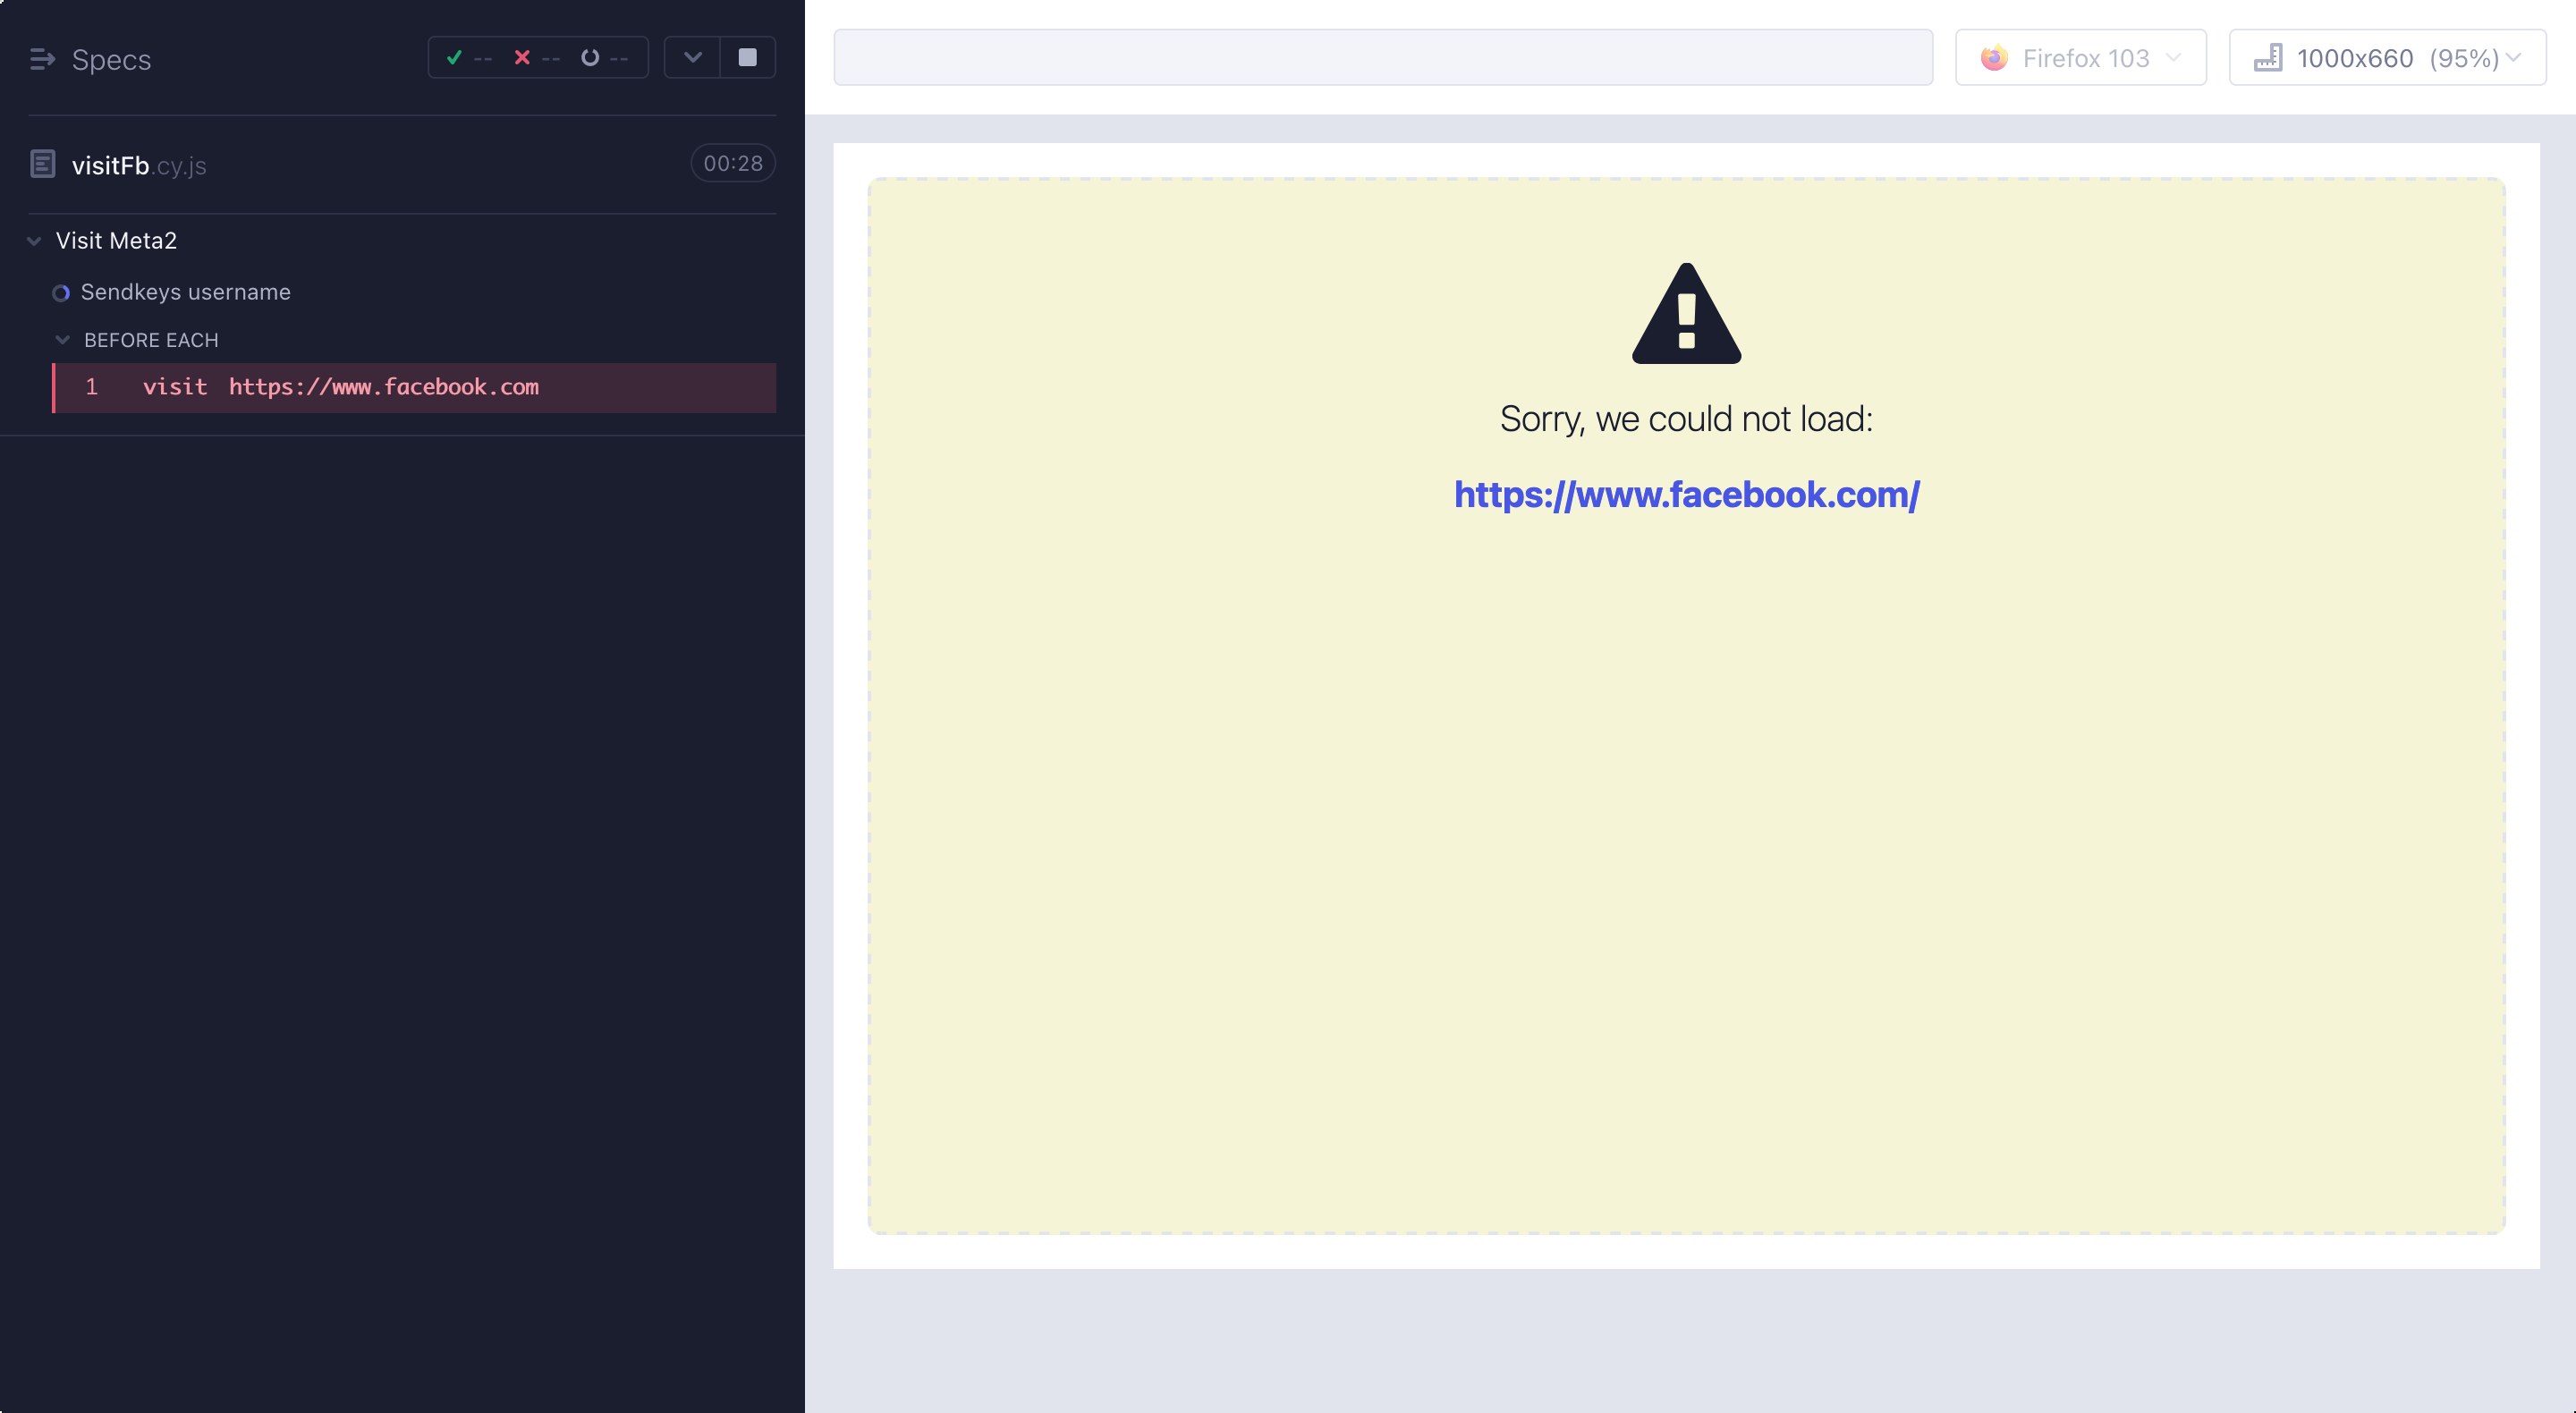 Specs
-- -- --
visitFb.cy.js
00:28
Visit Meta2
Sendkeys username
BEFORE EACH
1 visit https://www.facebook.com
Firefox 103
1000x660 (95%)
Sorry, we could not load:
https://www.facebook.com/